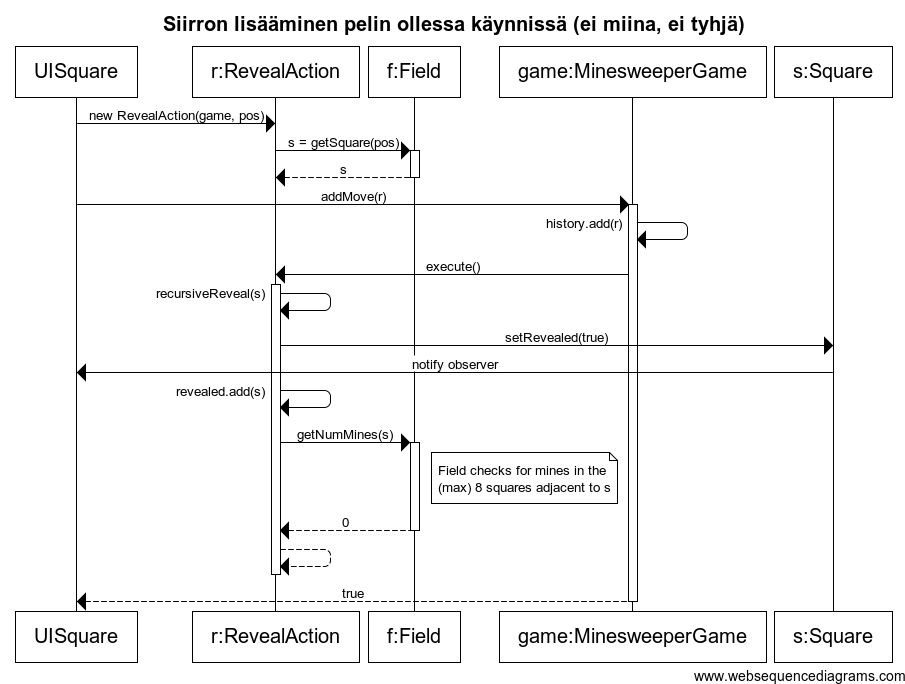 Siirron lisääminen pelin ollessa käynnissä (ei miina, ei tyhjä)
UISquare
r:RevealAction
f:Field
game:MinesweeperGame
s:Square
new RevealAction(game, pos)
s = getSquare(pos)
s
addMove(r)
history.add(r)
execute()
recursiveReveal(s)
setRevealed(true)
notify observer
revealed.add(s)
getNumMines(s)
Field checks for mines in the
(max) 8 squares adjacent to s
0
true
UISquare
r:RevealAction
f:Field
game:MinesweeperGame
s:Square
www.websequencediagrams.com